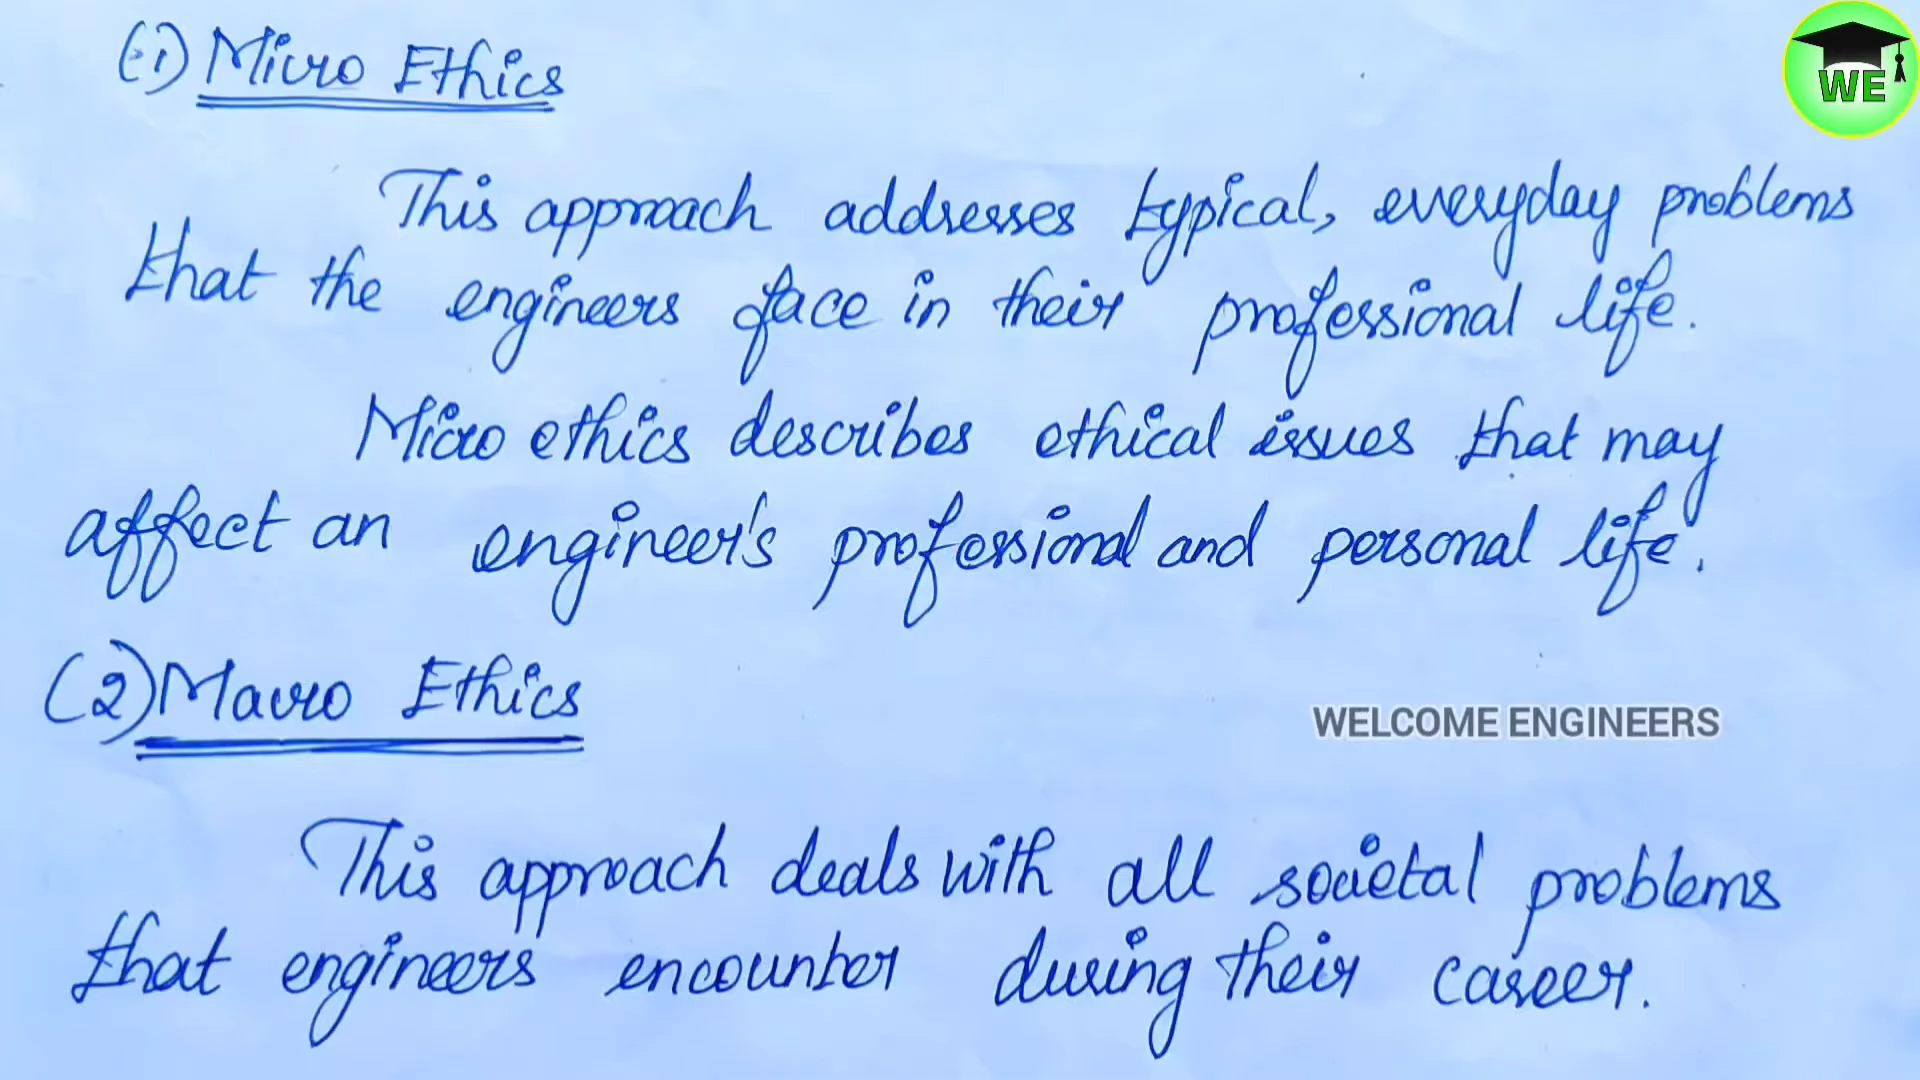 (1) Micro Ethics
WE
This approach addresses typical, everyday problems
that the engineers face in their professional life.
Micro ethics describes ethical issues that may
affect an engineer's professional and personal life.
(2) Macro Ethics
WELCOME ENGINEERS
This approach deals with all societal problems
that engineers encounter during their career.